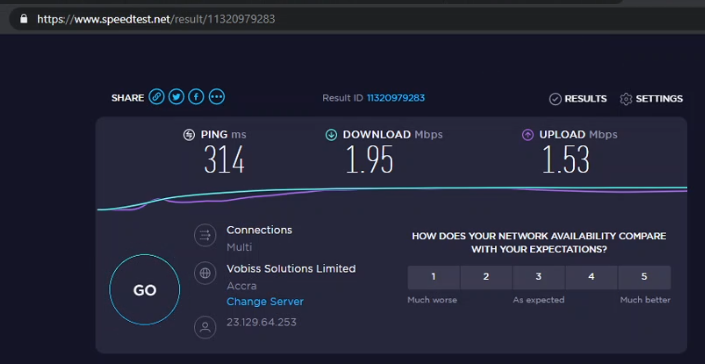 https://www.speedtest.net/result/11320979283
SHARE
Result ID 11320979283
RESULTS
SETTINGS
PING ms
314
DOWNLOAD Mbps
1.95
UPLOAD Mbps
1.53
GO
Connections
Multi
Vobiss Solutions Limited
Accra
Change Server
23.129.64.253
HOW DOES YOUR NETWORK AVAILABILITY COMPARE
WITH YOUR EXPECTATIONS?
1 2 3 4 5
Much worse As expected Much better